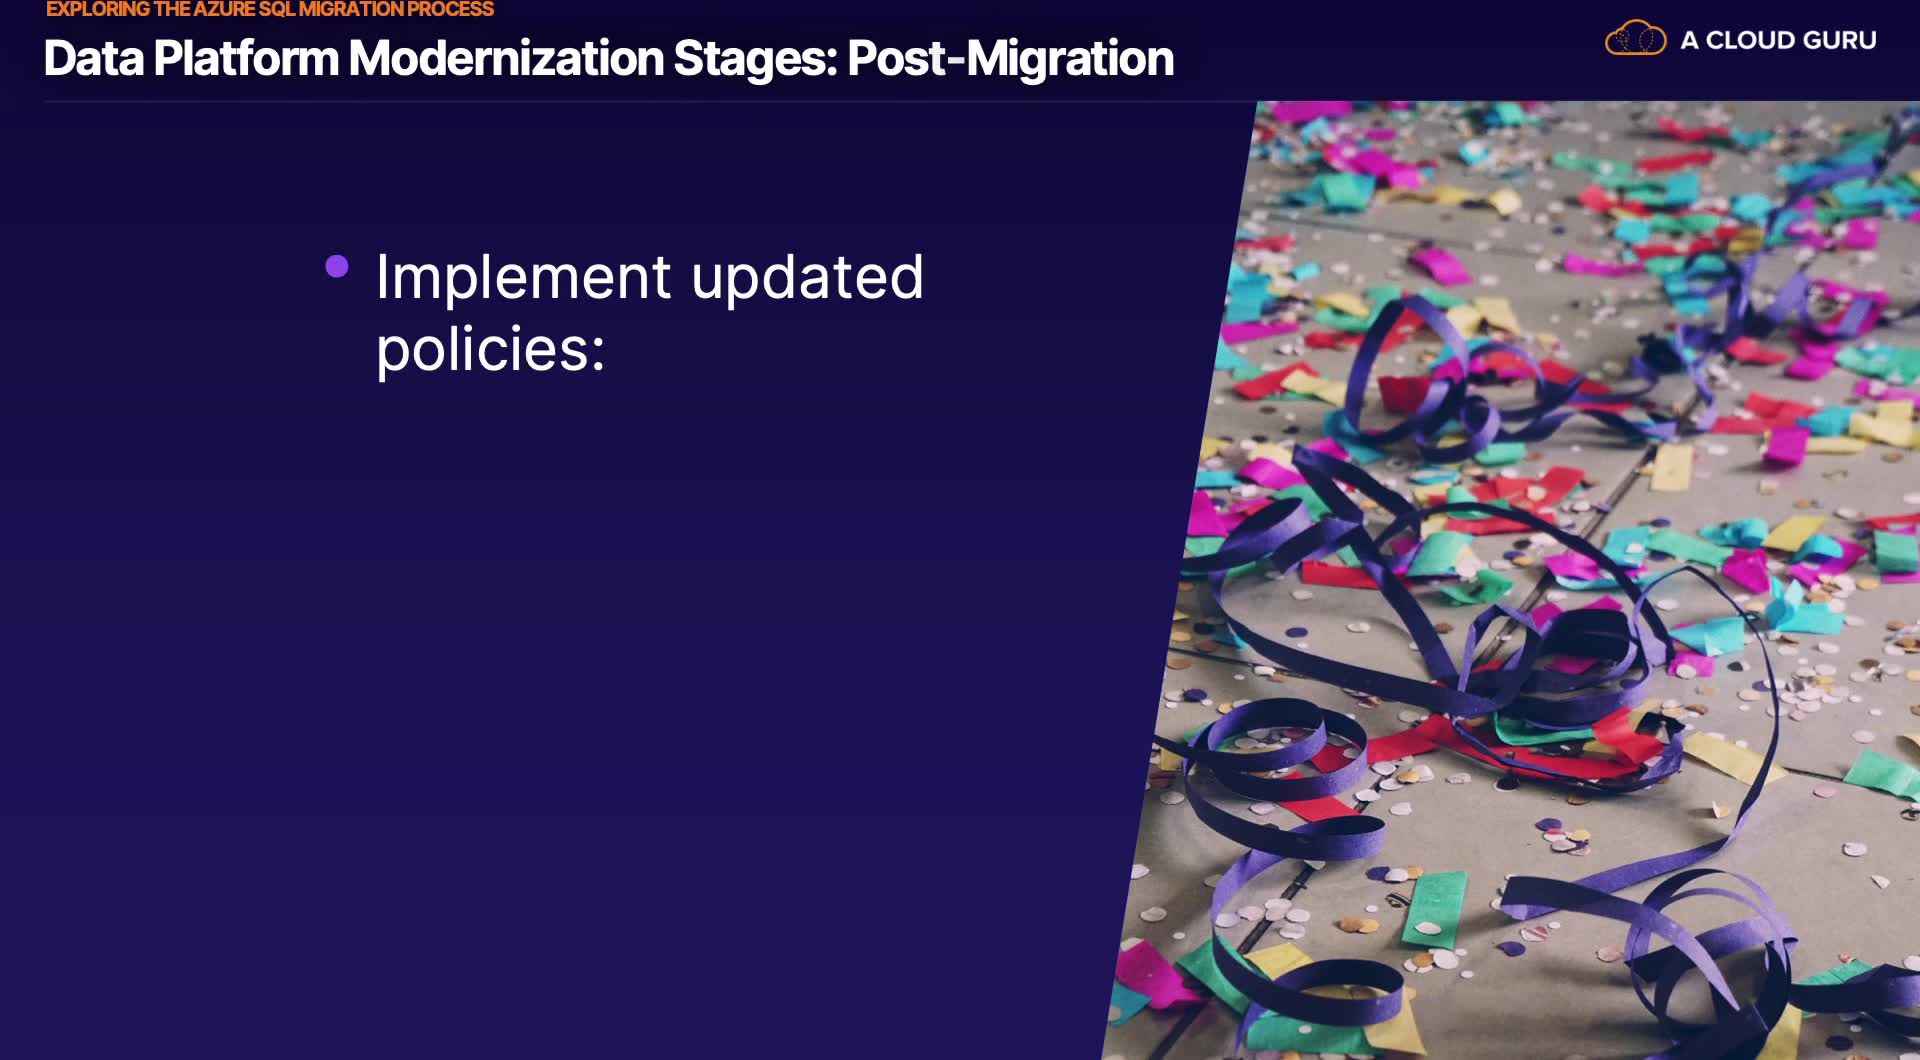 EXPLORING THE AZURE SQL MIGRATION PROCESS
Data Platform Modernization Stages: Post-Migration
A CLOUD GURU
Implement updated
policies: